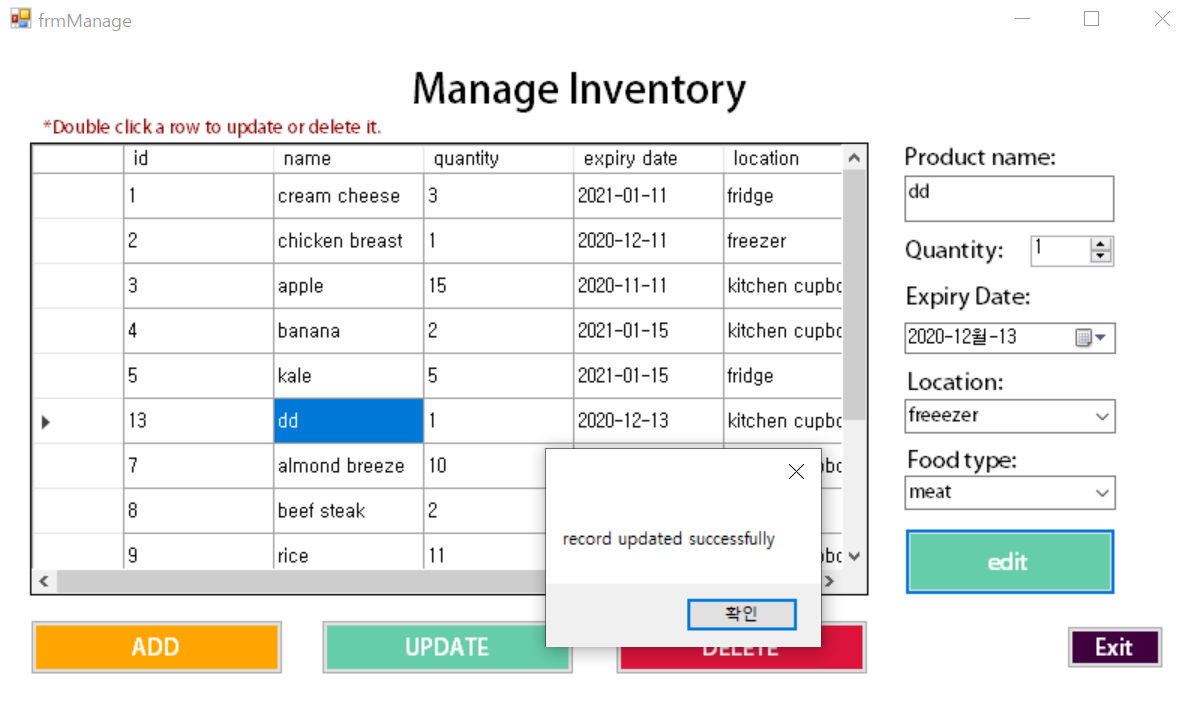 frmManage
Manage Inventory
*Double click a row to update or delete it.
id name quantity expiry date location
1 cream cheese 3 2021-01-11 fridge
2 chicken breast 1 2020-12-11 freezer
3 apple 15 2020-11-11 kitchen cupbo
4 banana 2 2021-01-15 kitchen cupbo
5 kale 5 2021-01-15 fridge
13 dd 1 2020-12-13 kitchen cupbo
7 almond breeze 10
8 beef steak 2
9 rice 11
record updated successfully
확인
Product name:
dd
Quantity: 1
Expiry Date:
2020-12월-13
Location:
freeezer
Food type:
meat
edit
ADD UPDATE DELETE Exit